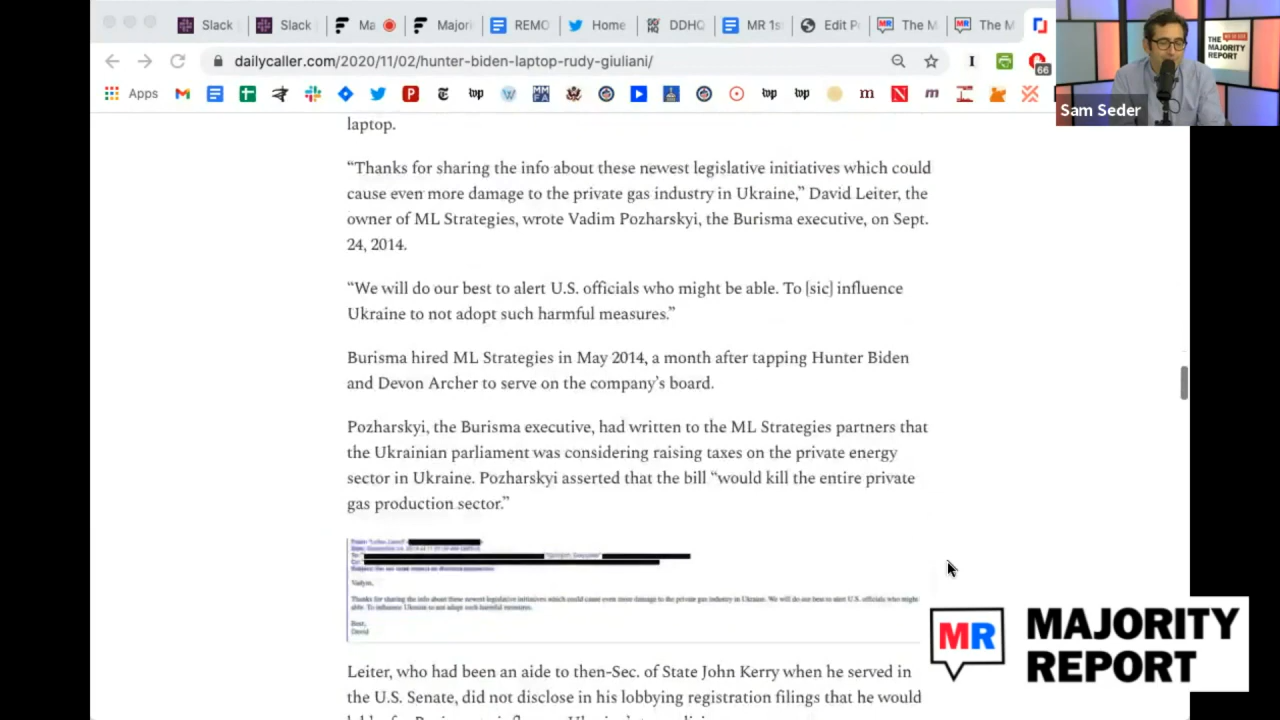 Slack
Slack
Ma
Major
REMO
Home
DDHQ
MR 1s
Edit P
The M
The M
dailycaller.com/2020/11/02/hunter-biden-laptop-rudy-giuliani/
66
Apps
THE
MAJORITY
REPORT
Sam Seder
laptop.
“Thanks for sharing the info about these newest legislative initiatives which could
cause even more damage to the private gas industry in Ukraine,” David Leiter, the
owner of ML Strategies, wrote Vadim Pozharskyi, the Burisma executive, on Sept.
24, 2014.
“We will do our best to alert U.S. officials who might be able. To [sic] influence
Ukraine to not adopt such harmful measures.”
Burisma hired ML Strategies in May 2014, a month after tapping Hunter Biden
and Devon Archer to serve on the company’s board.
Pozharskyi, the Burisma executive, had written to the ML Strategies partners that
the Ukrainian parliament was considering raising taxes on the private energy
sector in Ukraine. Pozharskyi asserted that the bill “would kill the entire private
gas production sector.”
Vadym,
Thanks for sharing the info about these newest legislative initiatives which could cause even more damage to the private gas industry in Ukraine. We will do our best to alert U.S. officials who might
able. To influence Ukraine to not adopt such harmful measures.
Best,
David
MR
MAJORITY
REPORT
Leiter, who had been an aide to then-Sec. of State John Kerry when he served in
the U.S. Senate, did not disclose in his lobbying registration filings that he would